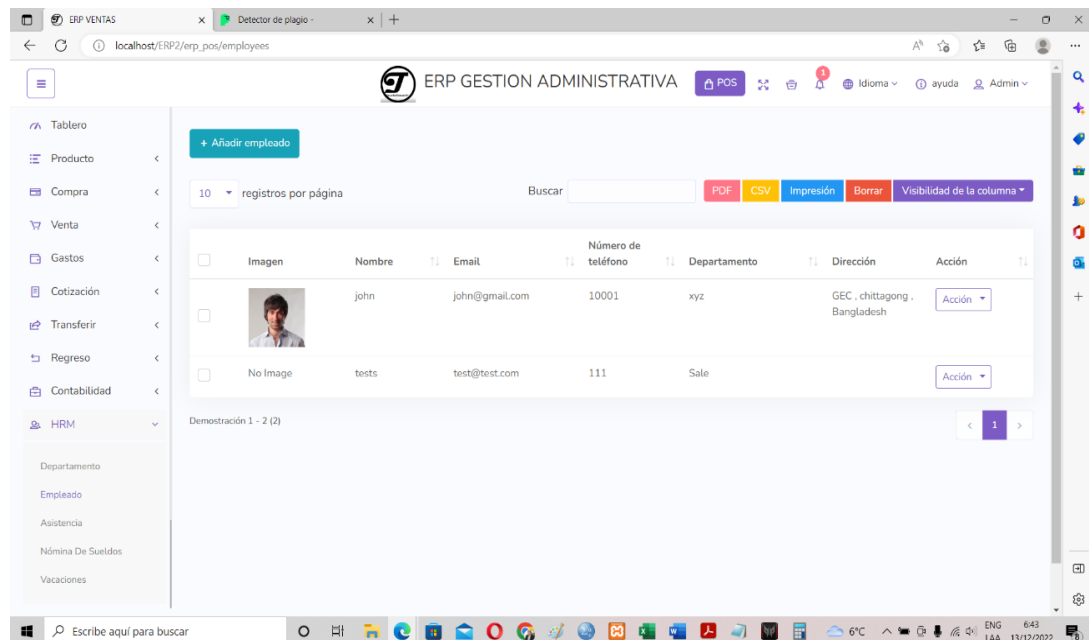 ERP VENTAS
Detector de plagio -
localhost/ERP2/erp_pos/employees
ERP GESTION ADMINISTRATIVA
POS
1
Idioma
ayuda
Admin
Tablero
Producto
Compra
Venta
Gastos
Cotización
Transferir
Regreso
Contabilidad
HRM
Departamento
Empleado
Asistencia
Nómina De Sueldos
Vacaciones
+ Añadir empleado
10 registros por página
Buscar
PDF CSV Impresión Borrar Visibilidad de la columna
Imagen Nombre Email Número de teléfono Departamento Dirección Acción
john john@gmail.com 10001 xyz GEC , chittagong , Acción
Bangladesh
No Image tests test@test.com 111 Sale Acción
Demostración 1 - 2 (2)
1
Escribe aquí para buscar
6°C
ENG 6:43
LAA 13/12/2022